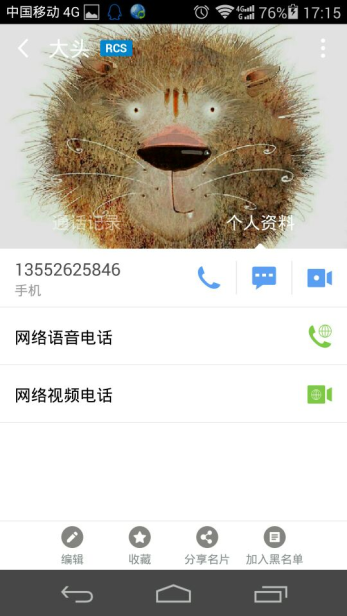 中国移动 4G 4G G 76% 17:15
大头 RCS
通话记录 个人资料
13552625846
手机
网络语音电话
网络视频电话
编辑 收藏 分享名片 加入黑名单